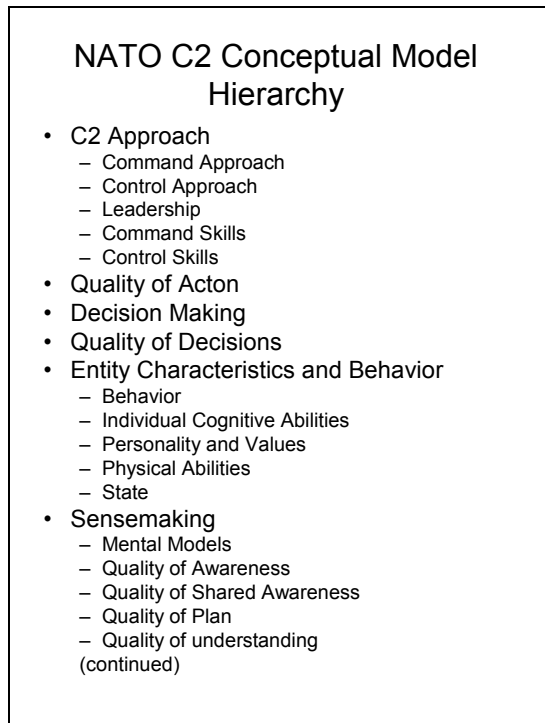 NATO C2 Conceptual Model
Hierarchy
• C2 Approach
– Command Approach
– Control Approach
– Leadership
– Command Skills
– Control Skills
• Quality of Acton
• Decision Making
• Quality of Decisions
• Entity Characteristics and Behavior
– Behavior
– Individual Cognitive Abilities
– Personality and Values
– Physical Abilities
– State
• Sensemaking
– Mental Models
– Quality of Awareness
– Quality of Shared Awareness
– Quality of Plan
– Quality of understanding
(continued)